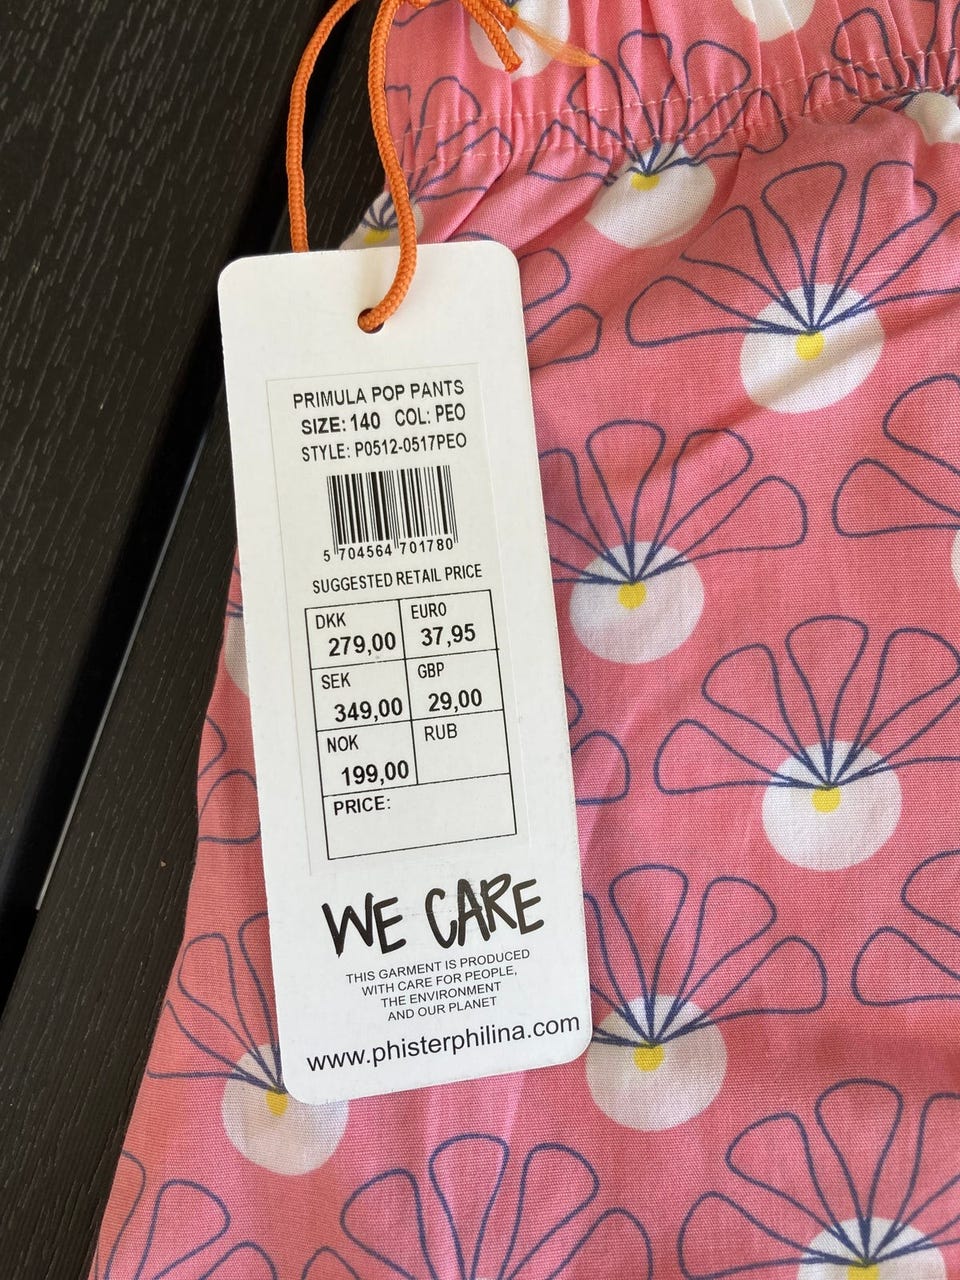 PRIMULA POP PANTS
SIZE: 140 COL: PEO
STYLE: P0512-0517PEO
5 704564 701780
SUGGESTED RETAIL PRICE
DKK 279,00 EURO 37,95
SEK 349,00 GBP 29,00
NOK 199,00 RUB
PRICE:
WE CARE
THIS GARMENT IS PRODUCED
WITH CARE FOR PEOPLE,
THE ENVIRONMENT
AND OUR PLANET
www.phisterphilina.com